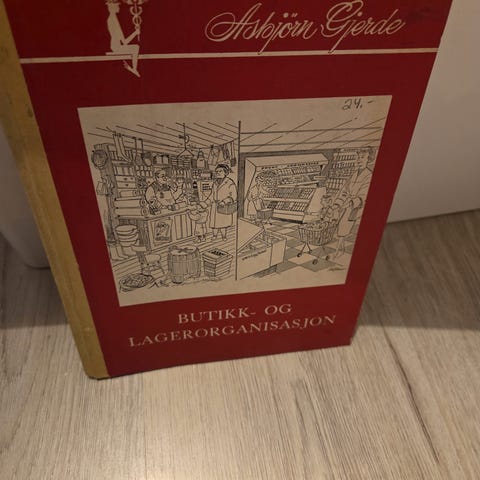 Asbjörn Gjerde
24.-
BUTIKK- OG
LAGERORGANISASJON